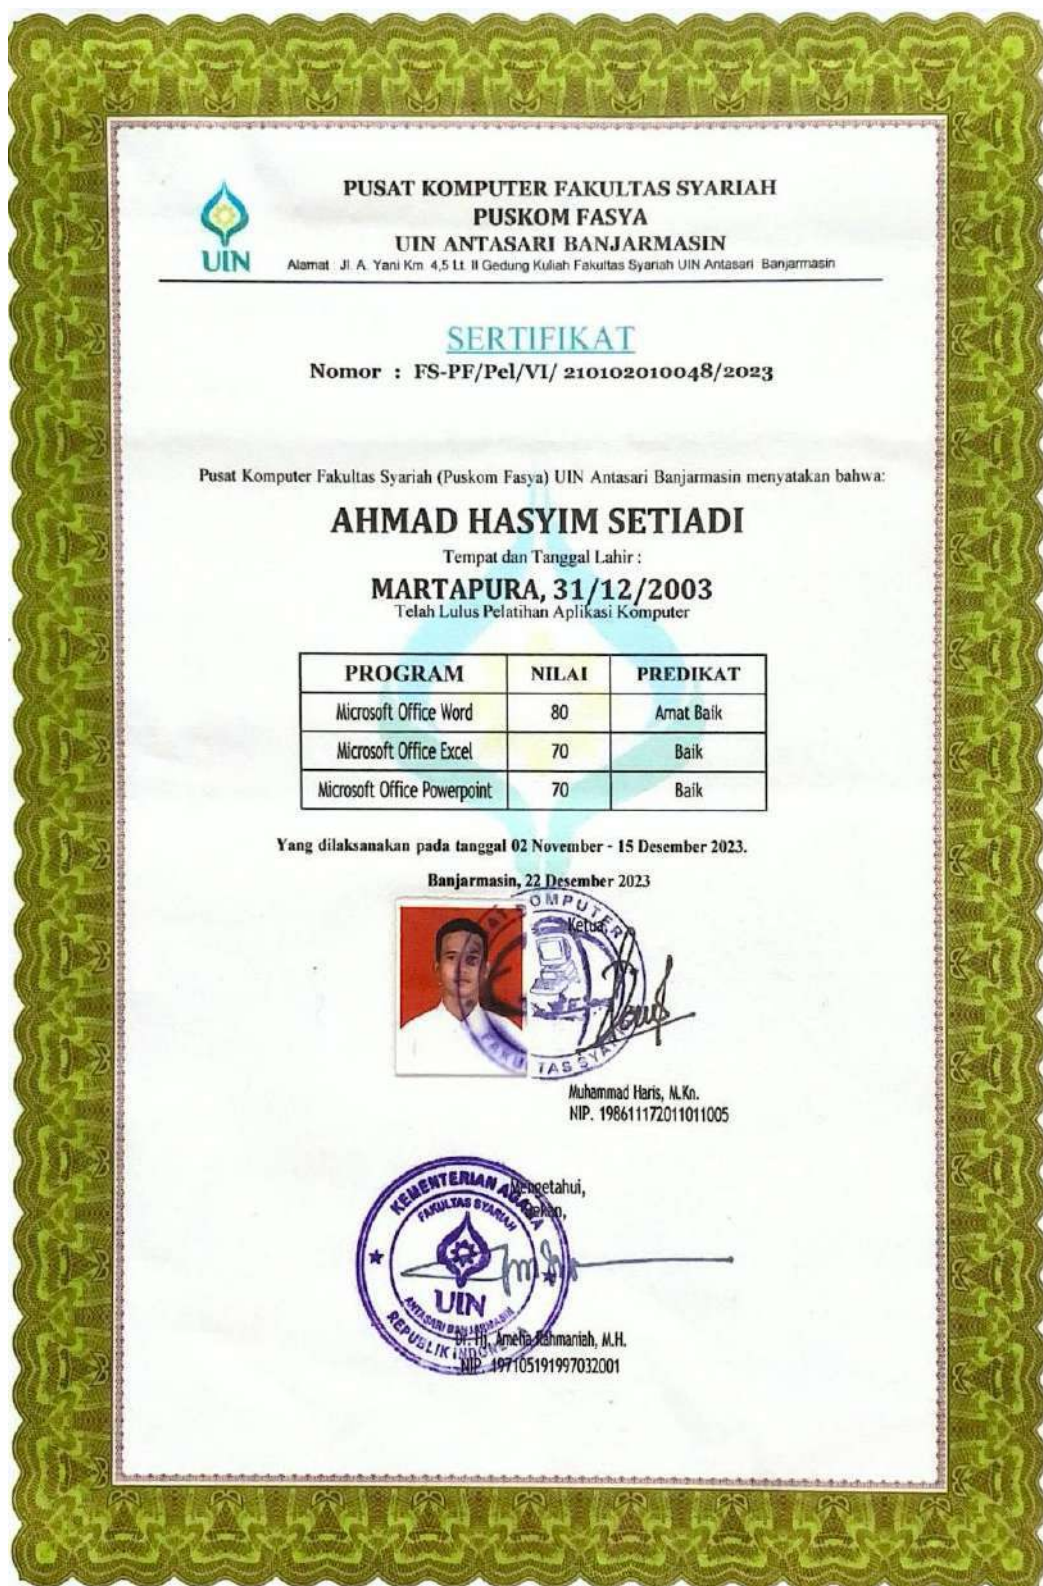 UIN
PUSAT KOMPUTER FAKULTAS SYARIAH
PUSKOM FASYA
UIN ANTASARI BANJARMASIN
Alamat : Jl. A. Yani Km. 4,5 Lt. II Gedung Kuliah Fakultas Syariah UIN Antasari Banjarmasin
SERTIFIKAT
Nomor : FS-PF/Pel/VI/ 210102010048/2023
Pusat Komputer Fakultas Syariah (Puskom Fasya) UIN Antasari Banjarmasin menyatakan bahwa:
AHMAD HASYIM SETIADI
Tempat dan Tanggal Lahir :
MARTAPURA, 31/12/2003
Telah Lulus Pelatihan Aplikasi Komputer
PROGRAM NILAI PREDIKAT
Microsoft Office Word 80 Amat Baik
Microsoft Office Excel 70 Baik
Microsoft Office Powerpoint 70 Baik
Yang dilaksanakan pada tanggal 02 November - 15 Desember 2023.
Banjarmasin, 22 Desember 2023
Ketua,
KOMPUTER
FAKULTAS SYARIAH
Muhammad Haris, M.Kn.
NIP. 198611172011011005
Mengetahui,
Dekan,
KEMENTERIAN AGAMA
FAKULTAS SYARIAH
UIN
ANTASARI BANJARMASIN
REPUBLIK INDONESIA
Dr. Hj. Amelia Rahmaniah, M.H.
NIP. 197105191997032001